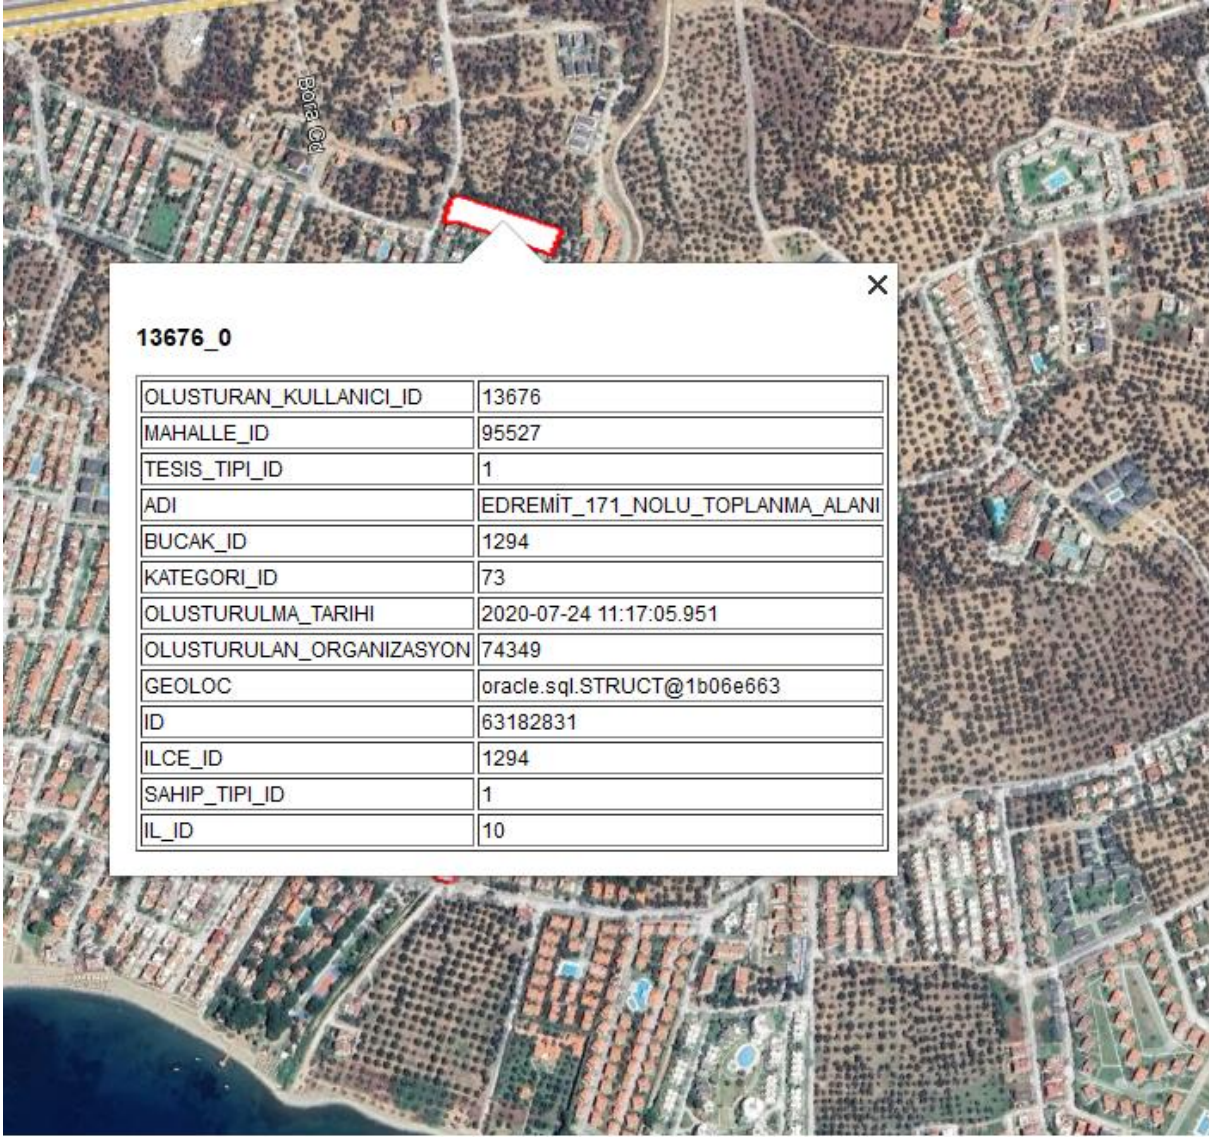 Bora Cd.
13676_0
OLUSTURAN_KULLANICI_ID 13676
MAHALLE_ID 95527
TESIS_TIPI_ID 1
ADI EDREMİT_171_NOLU_TOPLANMA_ALANI
BUCAK_ID 1294
KATEGORI_ID 73
OLUSTURULMA_TARIHI 2020-07-24 11:17:05.951
OLUSTURULAN_ORGANIZASYON 74349
GEOLOC oracle.sql.STRUCT@1b06e663
ID 63182831
ILCE_ID 1294
SAHIP_TIPI_ID 1
IL_ID 10